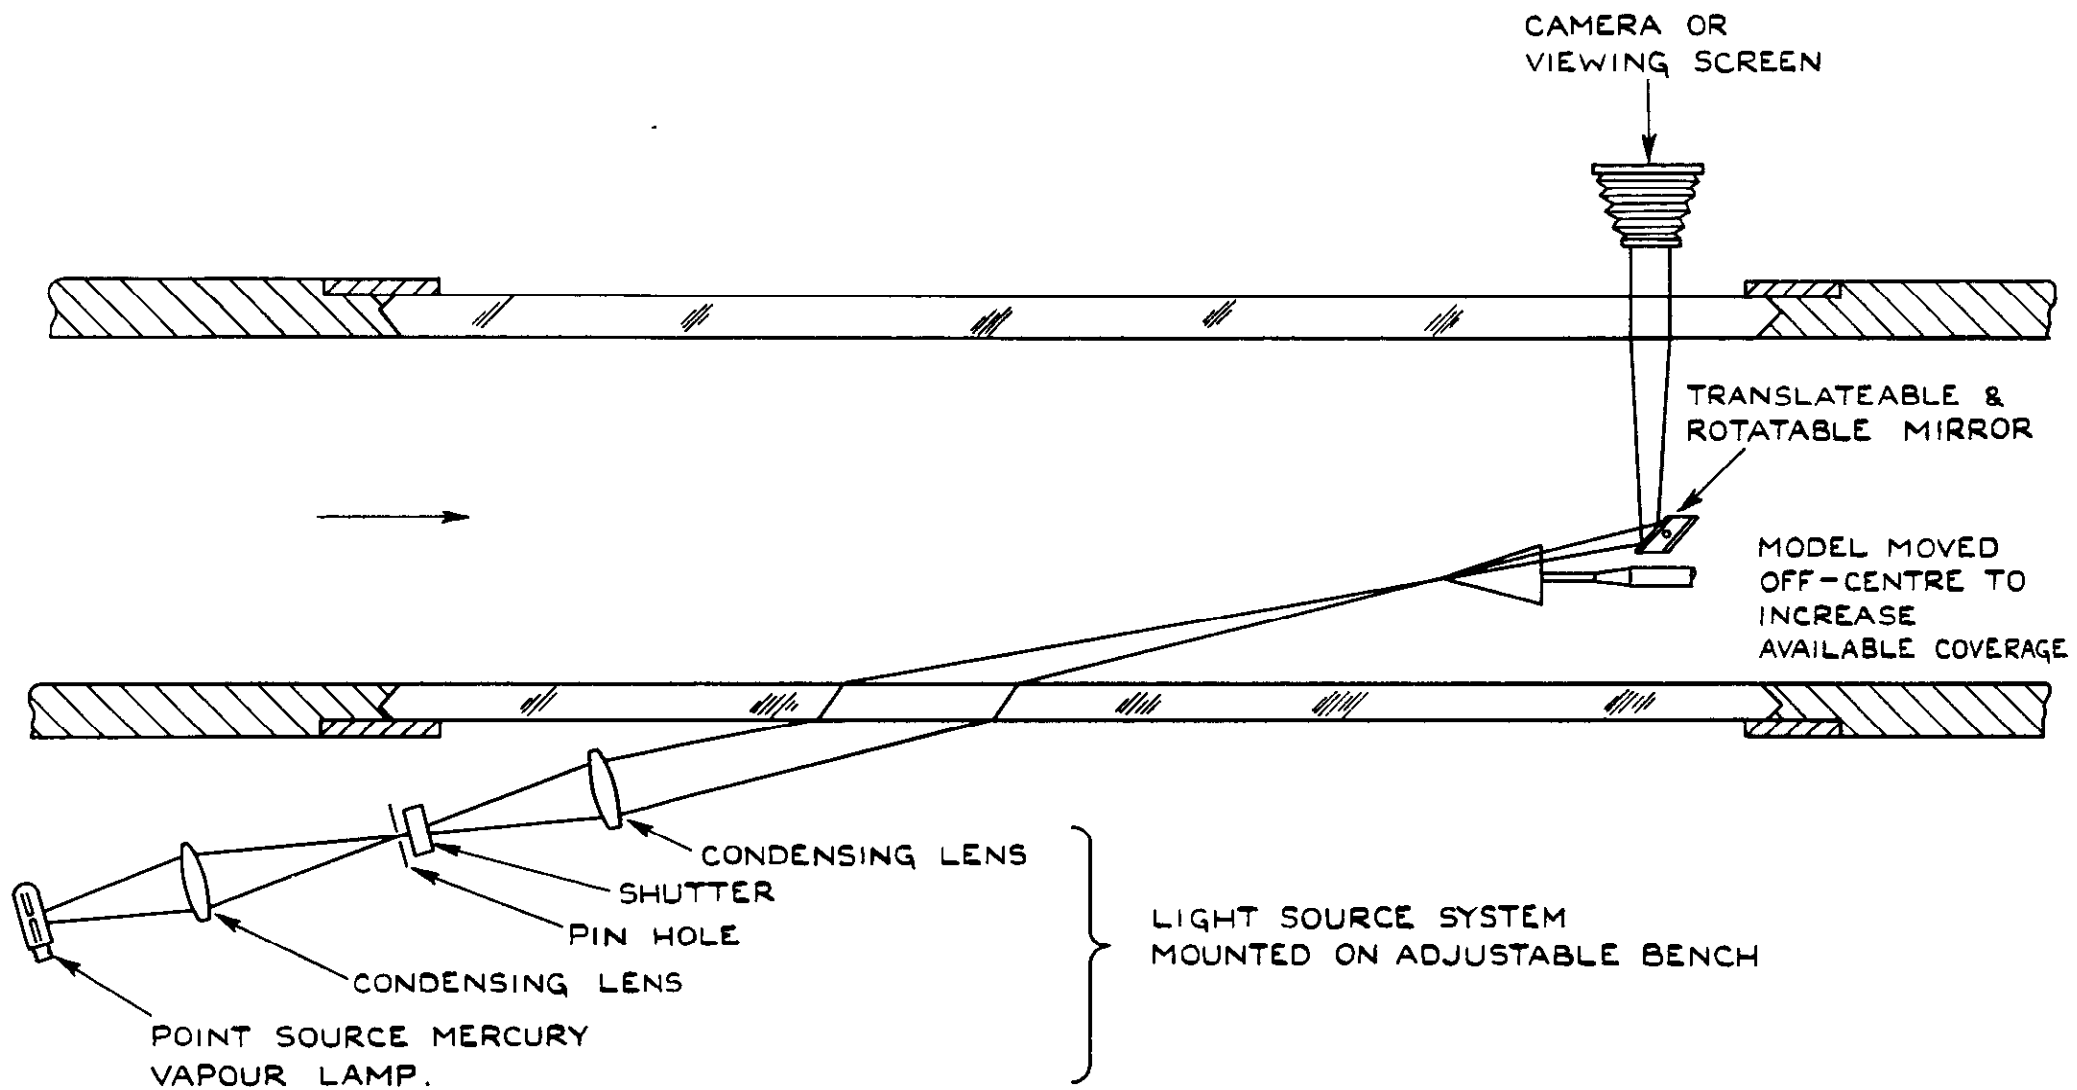 CAMERA OR
VIEWING SCREEN
TRANSLATEABLE &
ROTATABLE MIRROR
MODEL MOVED
OFF-CENTRE TO
INCREASE
AVAILABLE COVERAGE
CONDENSING LENS
SHUTTER
PIN HOLE
CONDENSING LENS
POINT SOURCE MERCURY
VAPOUR LAMP.
LIGHT SOURCE SYSTEM
MOUNTED ON ADJUSTABLE BENCH